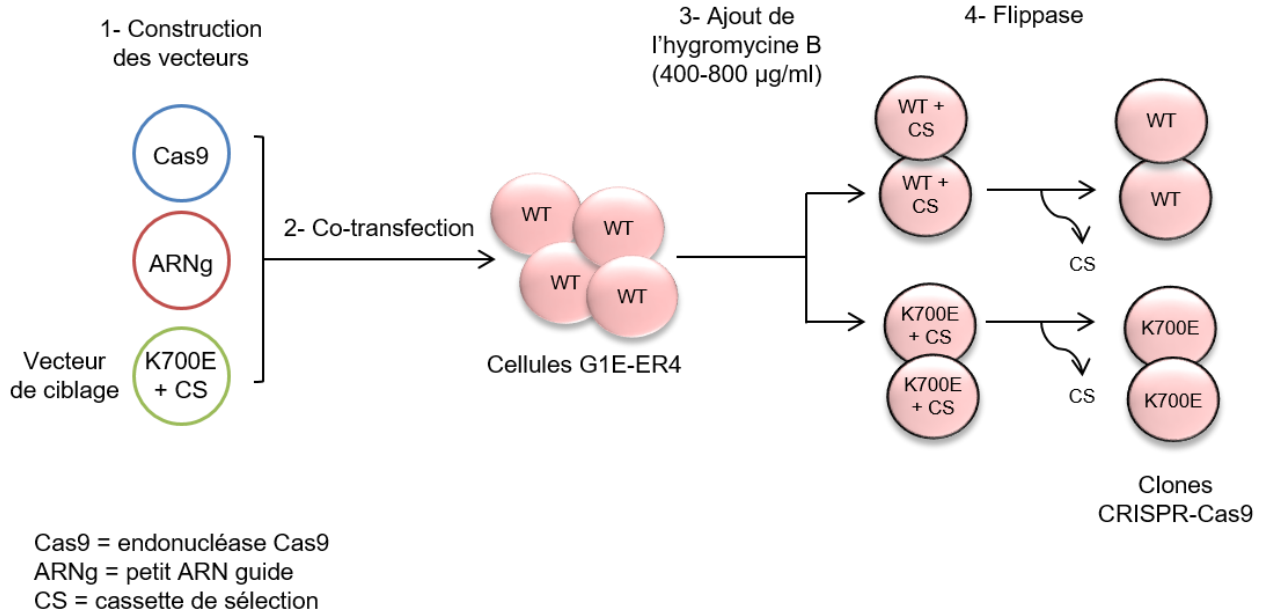 1- Construction
des vecteurs
3- Ajout de
l'hygromycine B
(400-800 µg/ml)
4- Flippase
Cas9
ARNg
Vecteur
de ciblage
K700E
+ CS
2- Co-transfection
WT
WT
WT
WT
Cellules G1E-ER4
WT +
CS
WT +
CS
CS
WT
WT
K700E
+ CS
K700E
+ CS
CS
K700E
K700E
Clones
CRISPR-Cas9
Cas9 = endonucléase Cas9
ARNg = petit ARN guide
CS = cassette de sélection